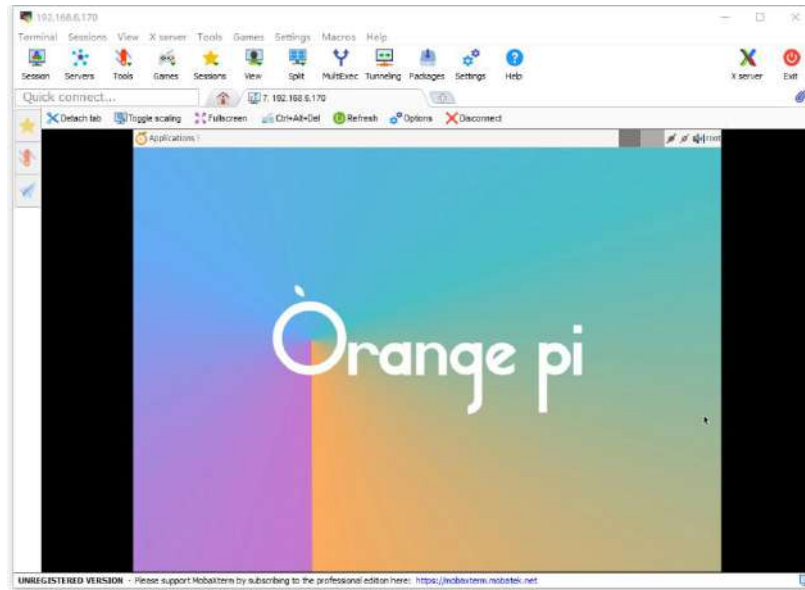 192.168.6.170
Terminal Sessions View X server Tools Games Settings Macros Help
Session Servers Tools Games Sessions View Split MultiExec Tunneling Packages Settings Help X server Exit
Quick connect... 7. 192.168.6.170
Detach tab Toggle scaling Fullscreen Ctrl+Alt+Del Refresh Options Disconnect
Applications root
Orange pi
UNREGISTERED VERSION - Please support MobaXterm by subscribing to the professional edition here: https://mobaxterm.mobatek.net